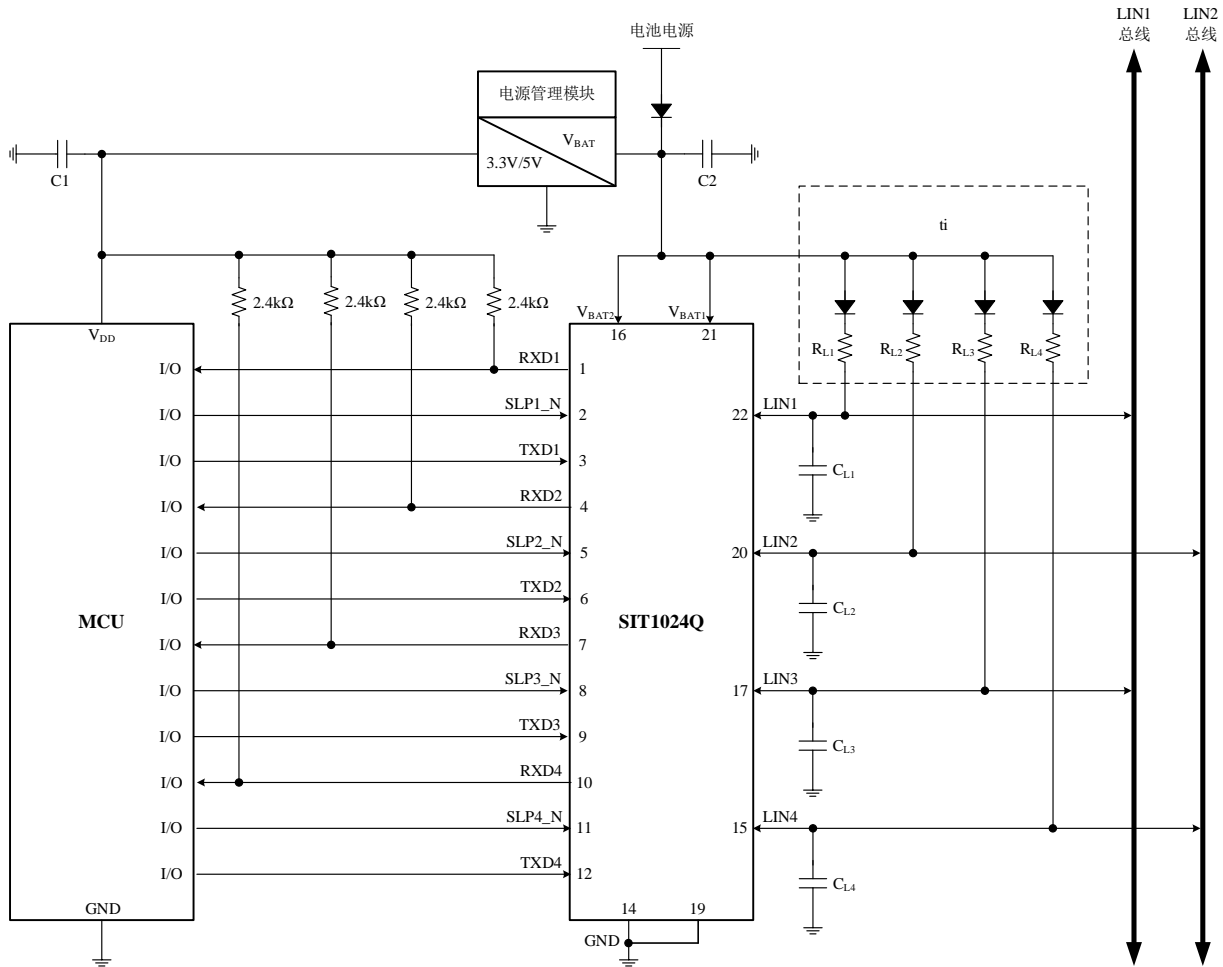 LIN1
总线
LIN2
总线
电池电源
电源管理模块
V_BAT
3.3V/5V
C1
C2
ti
2.4kΩ
2.4kΩ
2.4kΩ
2.4kΩ
V_DD
V_BAT2
16
V_BAT1
21
R_L1
R_L2
R_L3
R_L4
I/O
RXD1
1
I/O
SLP1_N
2
22
LIN1
I/O
TXD1
3
C_L1
I/O
RXD2
4
I/O
SLP2_N
5
20
LIN2
I/O
TXD2
6
C_L2
MCU
SIT1024Q
I/O
RXD3
7
I/O
SLP3_N
8
17
LIN3
I/O
TXD3
9
C_L3
I/O
RXD4
10
I/O
SLP4_N
11
15
LIN4
I/O
TXD4
12
C_L4
GND
14
19
GND